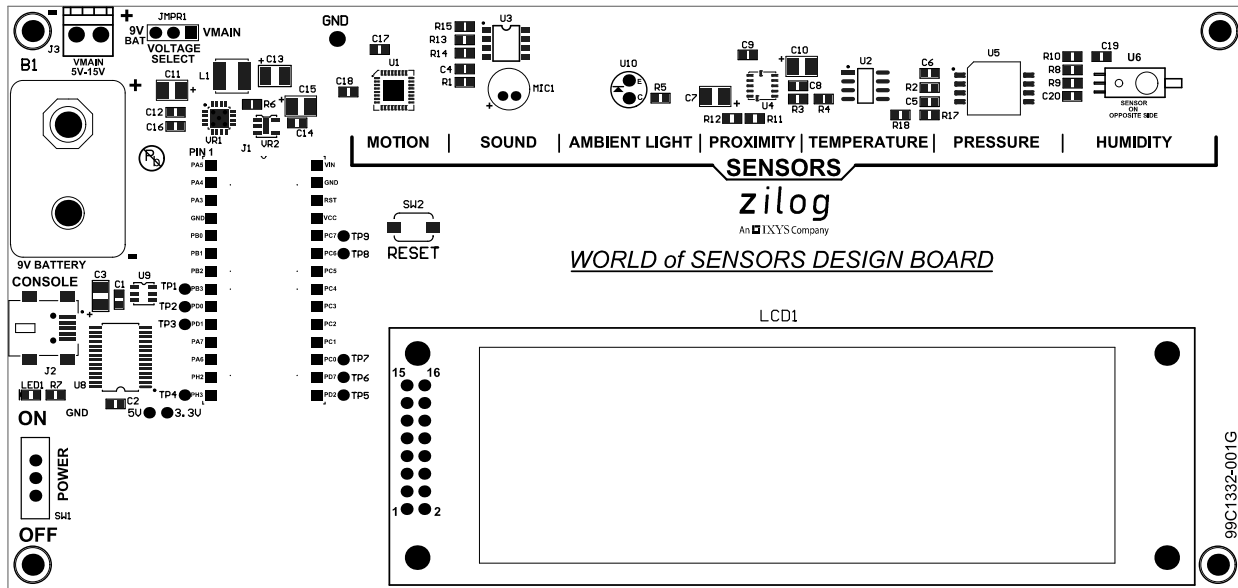 B1
J3
VMAIN
5V-15V
JMPR1
9V
BAT
VMAIN
VOLTAGE
SELECT
GND
C11
L1
C13
C15
C12
C16
R6
C14
VR1
VR2
J1
C17
C18
U1
R15
R13
R14
C4
R1
U3
MIC1
U10
E
C
R5
C9
C10
C7
U4
C8
R3
R4
R12
R11
U2
C6
R2
C5
R17
R18
U5
R10
R8
R9
C20
C19
U6
SENSOR
ON
OPPOSITE SIDE
MOTION
SOUND
AMBIENT LIGHT
PROXIMITY
TEMPERATURE
PRESSURE
HUMIDITY
SENSORS
zilog
An IXYS Company
WORLD of SENSORS DESIGN BOARD
SW2
RESET
9V BATTERY
CONSOLE
PIN 1
PA5 VIN
PA4 GND
PA3 RST
GND VCC
PB0 PC7 TP9
PB1 PC6 TP8
PB2 PC5
TP1 PB3 PC4
TP2 PD0 PC3
TP3 PD1 PC2
PA7 PC1
PA6 PC0 TP7
PH2 PD7 TP6
TP4 PH3 PD2 TP5
C3
C1
U9
J2
LED1
R7
U8
C2
GND
5V
3.3V
ON
POWER
SW1
OFF
LCD1
15 16
1 2
99C1332-001G